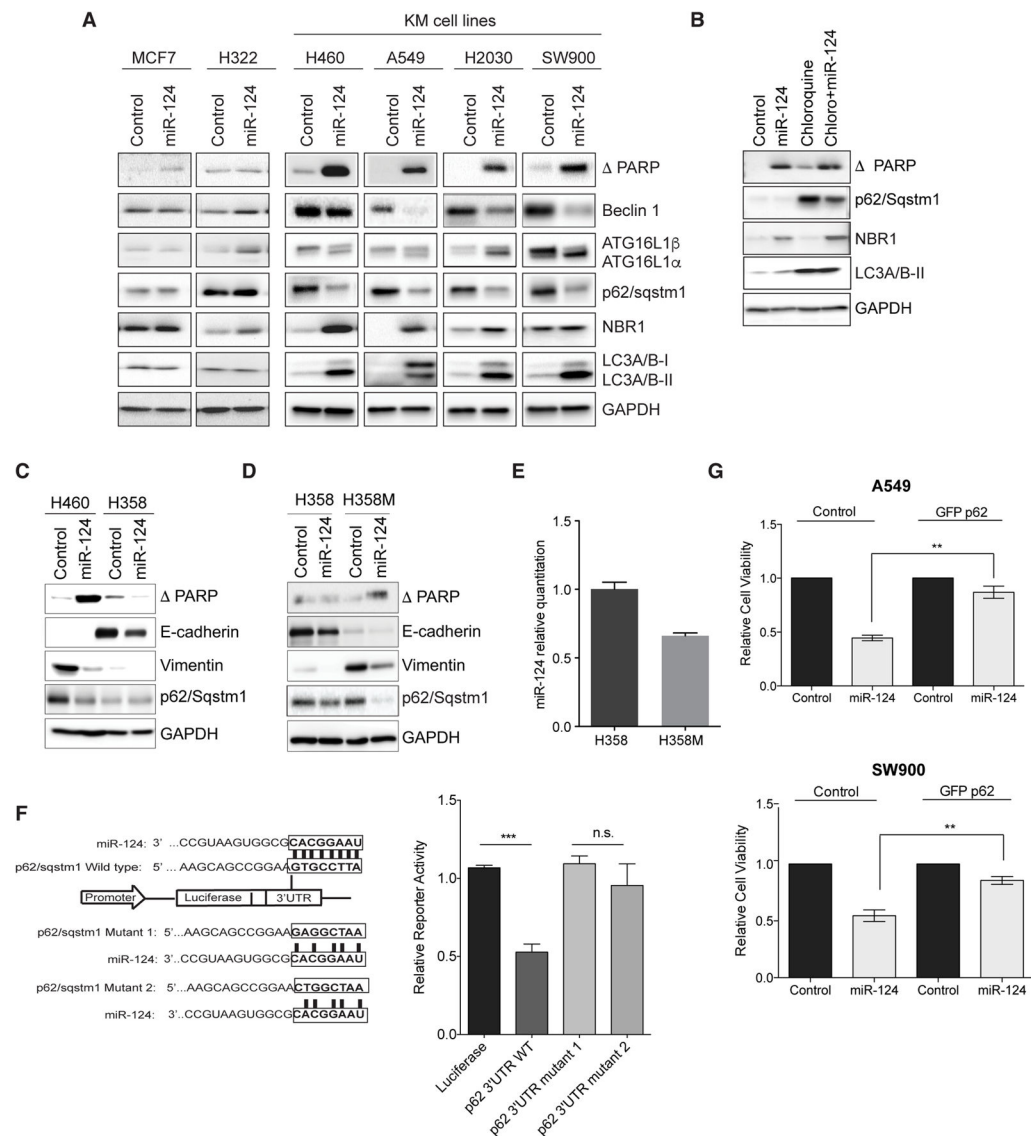 A
KM cell lines
MCF7 H322 H460 A549 H2030 SW900
Control miR-124 Control miR-124 Control miR-124 Control miR-124 Control miR-124 Control miR-124
Δ PARP
Beclin 1
ATG16L1β
ATG16L1α
p62/sqstm1
NBR1
LC3A/B-I
LC3A/B-II
GAPDH
B
Control miR-124 Chloroquine Chloro+miR-124
Δ PARP
p62/Sqstm1
NBR1
LC3A/B-II
GAPDH
C
H460 H358
Control miR-124 Control miR-124
Δ PARP
E-cadherin
Vimentin
p62/Sqstm1
GAPDH
D
H358 H358M
Control miR-124 Control miR-124
Δ PARP
E-cadherin
Vimentin
p62/Sqstm1
GAPDH
E
miR-124 relative quantitation
1.5
1.0
0.5
0.0
H358 H358M
F
miR-124: 3' ..CCGUAAGUGGCGCACGGAAU
p62/sqstm1 Wild type: 5'...AAGCAGCCGGAAGTGCCTTA
Promoter Luciferase 3'UTR
p62/sqstm1 Mutant 1: 5'...AAGCAGCCGGAAGAGGCTAA
miR-124: 3'..CCGUAAGUGGCGCACGGAAU
p62/sqstm1 Mutant 2: 5'...AAGCAGCCGGAACTGGCTAA
miR-124: 3'..CCGUAAGUGGCGCACGGAAU
Relative Reporter Activity
1.5
1.0
0.5
0.0
*** n.s.
Luciferase
p62 3'UTR WT
p62 3'UTR mutant 1
p62 3'UTR mutant 2
G
A549
Control GFP p62
**
Relative Cell Viability
1.5
1.0
0.5
0.0
Control miR-124 Control miR-124
SW900
Control GFP p62
**
Relative Cell Viability
1.5
1.0
0.5
0.0
Control miR-124 Control miR-124